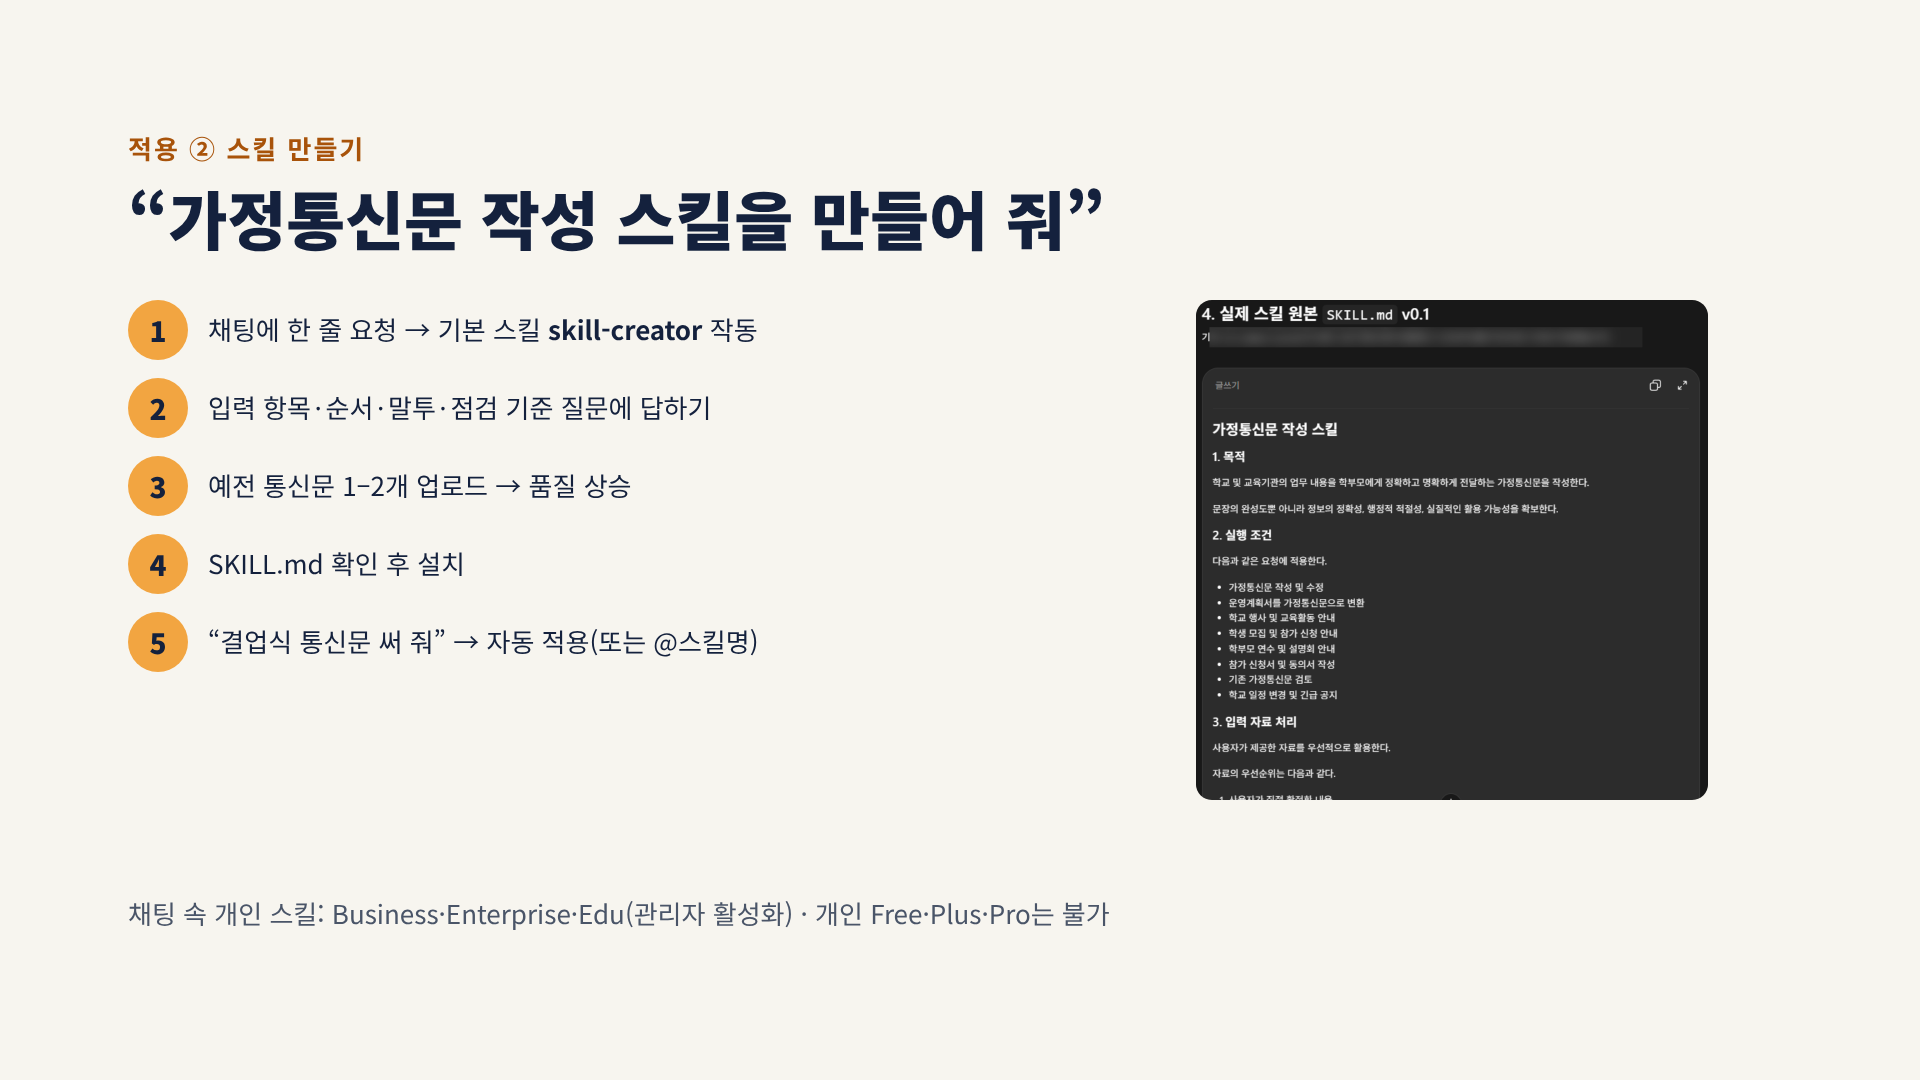 적용 ② 스킬 만들기
“가정통신문 작성 스킬을 만들어 줘”
1 채팅에 한 줄 요청 → 기본 스킬 skill-creator 작동
2 입력 항목·순서·말투·점검 기준 질문에 답하기
3 예전 통신문 1–2개 업로드 → 품질 상승
4 SKILL.md 확인 후 설치
5 “결업식 통신문 써 줘” → 자동 적용(또는 @스킬명)
4. 실제 스킬 원본 SKILL.md v0.1
글쓰기
가정통신문 작성 스킬
1. 목적
학교 및 교육기관의 업무 내용을 학부모에게 정확하고 명확하게 전달하는 가정통신문을 작성한다.
문장의 완성도뿐 아니라 정보의 정확성, 행정적 적절성, 실질적인 활용 가능성을 확보한다.
2. 실행 조건
다음과 같은 요청에 적용한다.
• 가정통신문 작성 및 수정
• 운영계획서를 가정통신문으로 변환
• 학교 행사 및 교육활동 안내
• 학생 모집 및 참가 신청 안내
• 학부모 연수 및 설명회 안내
• 참가 신청서 및 동의서 작성
• 기존 가정통신문 검토
• 학교 일정 변경 및 긴급 공지
3. 입력 자료 처리
사용자가 제공한 자료를 우선적으로 활용한다.
자료의 우선순위는 다음과 같다.
채팅 속 개인 스킬: Business·Enterprise·Edu(관리자 활성화) · 개인 Free·Plus·Pro는 불가